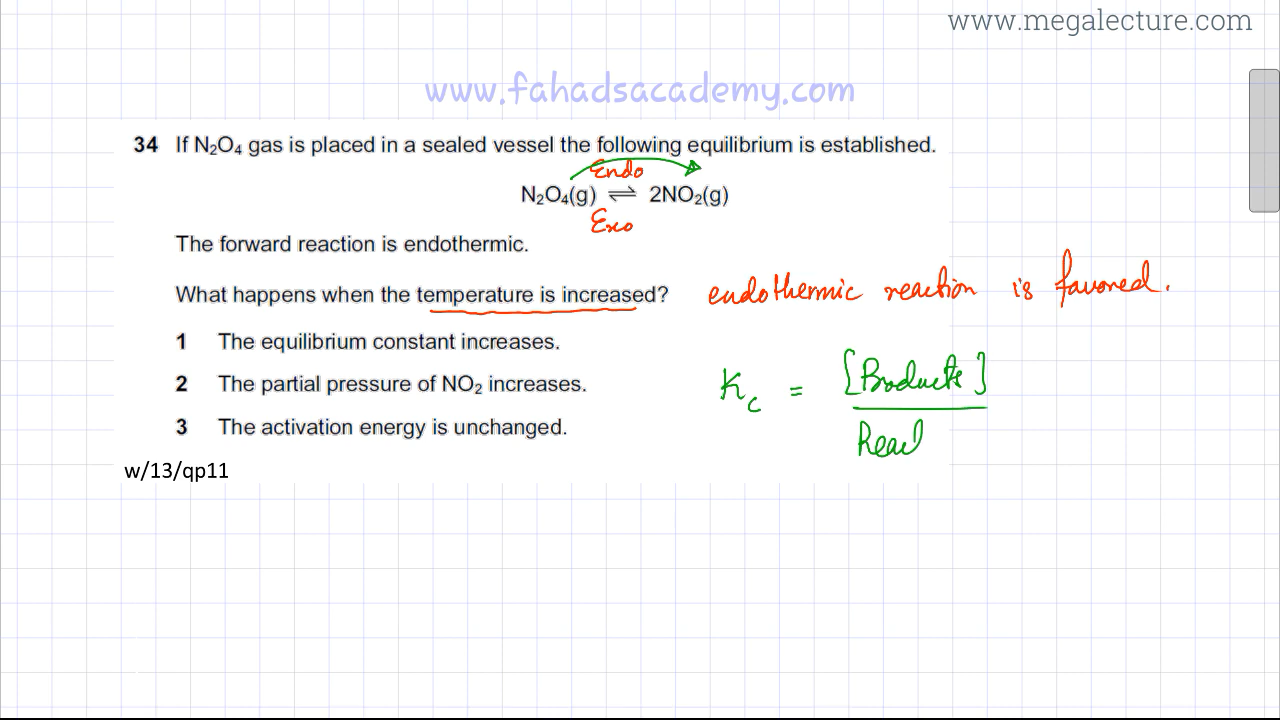 www.megalecture.com
www.fahadsacademy.com
34 If N₂O₄ gas is placed in a sealed vessel the following equilibrium is established.
Endo
N₂O₄(g) ⇌ 2NO₂(g)
Exo
The forward reaction is endothermic.
What happens when the temperature is increased? endothermic reaction is favored.
1 The equilibrium constant increases.
2 The partial pressure of NO₂ increases.
Kc = [Products]
Reac
3 The activation energy is unchanged.
w/13/qp11